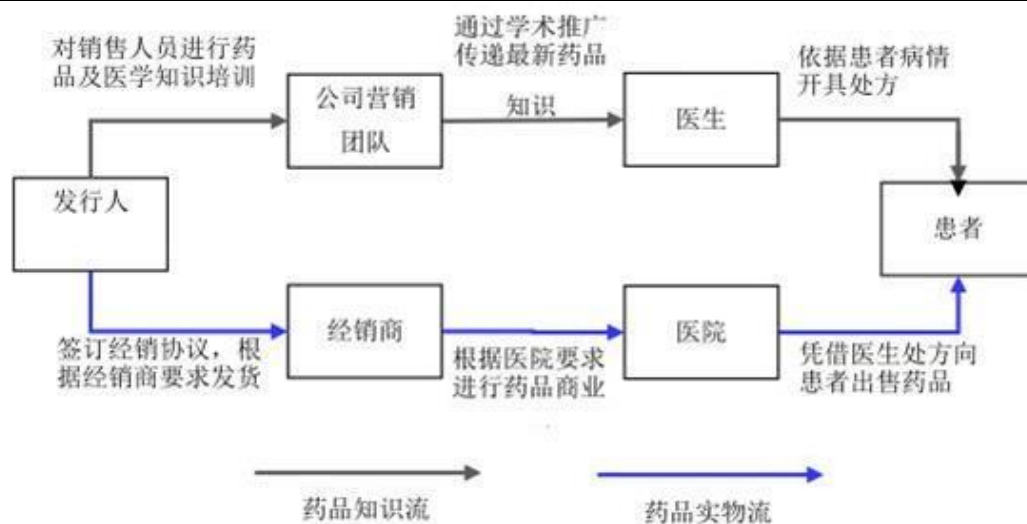 对销售人员进行药
品及医学知识培训
公司营销
团队
通过学术推广
传递最新药品
知识
医生
依据患者病情
开具处方
发行人
患者
签订经销协议，根
据经销商要求发货
经销商
根据医院要求
进行药品商业
医院
凭借医生处方向
患者出售药品
药品知识流
药品实物流